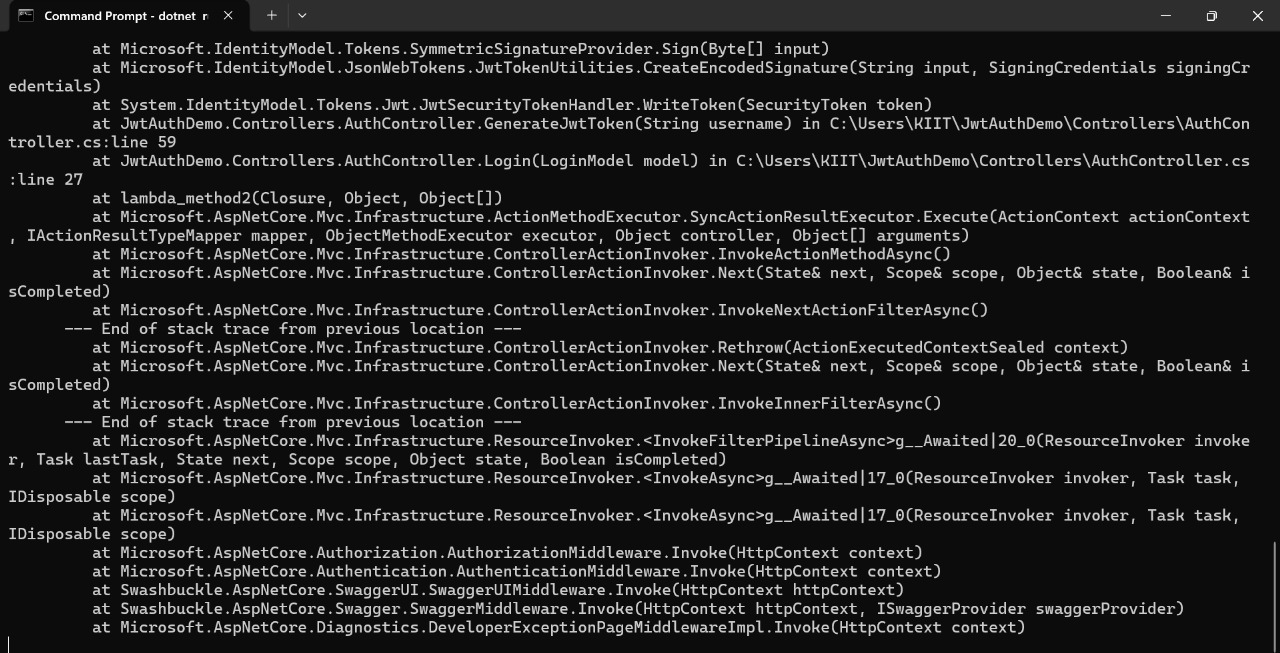 Command Prompt - dotnet r
at Microsoft.IdentityModel.Tokens.SymmetricSignatureProvider.Sign(Byte[] input)
at Microsoft.IdentityModel.JsonWebTokens.JwtTokenUtilities.CreateEncodedSignature(String input, SigningCredentials signingCr
edentials)
at System.IdentityModel.Tokens.Jwt.JwtSecurityTokenHandler.WriteToken(SecurityToken token)
at JwtAuthDemo.Controllers.AuthController.GenerateJwtToken(String username) in C:\Users\KIIT\JwtAuthDemo\Controllers\AuthCon
troller.cs:line 59
at JwtAuthDemo.Controllers.AuthController.Login(LoginModel model) in C:\Users\KIIT\JwtAuthDemo\Controllers\AuthController.cs
:line 27
at lambda_method2(Closure, Object, Object[])
at Microsoft.AspNetCore.Mvc.Infrastructure.ActionMethodExecutor.SyncActionResultExecutor.Execute(ActionContext actionContext
, IActionResultTypeMapper mapper, ObjectMethodExecutor executor, Object controller, Object[] arguments)
at Microsoft.AspNetCore.Mvc.Infrastructure.ControllerActionInvoker.InvokeActionMethodAsync()
at Microsoft.AspNetCore.Mvc.Infrastructure.ControllerActionInvoker.Next(State& next, Scope& scope, Object& state, Boolean& i
sCompleted)
at Microsoft.AspNetCore.Mvc.Infrastructure.ControllerActionInvoker.InvokeNextActionFilterAsync()
--- End of stack trace from previous location ---
at Microsoft.AspNetCore.Mvc.Infrastructure.ControllerActionInvoker.Rethrow(ActionExecutedContextSealed context)
at Microsoft.AspNetCore.Mvc.Infrastructure.ControllerActionInvoker.Next(State& next, Scope& scope, Object& state, Boolean& i
sCompleted)
at Microsoft.AspNetCore.Mvc.Infrastructure.ControllerActionInvoker.InvokeInnerFilterAsync()
--- End of stack trace from previous location ---
at Microsoft.AspNetCore.Mvc.Infrastructure.ResourceInvoker.<InvokeFilterPipelineAsync>g__Awaited|20_0(ResourceInvoker invoke
r, Task lastTask, State next, Scope scope, Object state, Boolean isCompleted)
at Microsoft.AspNetCore.Mvc.Infrastructure.ResourceInvoker.<InvokeAsync>g__Awaited|17_0(ResourceInvoker invoker, Task task,
IDisposable scope)
at Microsoft.AspNetCore.Mvc.Infrastructure.ResourceInvoker.<InvokeAsync>g__Awaited|17_0(ResourceInvoker invoker, Task task,
IDisposable scope)
at Microsoft.AspNetCore.Authorization.AuthorizationMiddleware.Invoke(HttpContext context)
at Microsoft.AspNetCore.Authentication.AuthenticationMiddleware.Invoke(HttpContext context)
at Swashbuckle.AspNetCore.SwaggerUI.SwaggerUIMiddleware.Invoke(HttpContext httpContext)
at Swashbuckle.AspNetCore.Swagger.SwaggerMiddleware.Invoke(HttpContext httpContext, ISwaggerProvider swaggerProvider)
at Microsoft.AspNetCore.Diagnostics.DeveloperExceptionPageMiddlewareImpl.Invoke(HttpContext context)